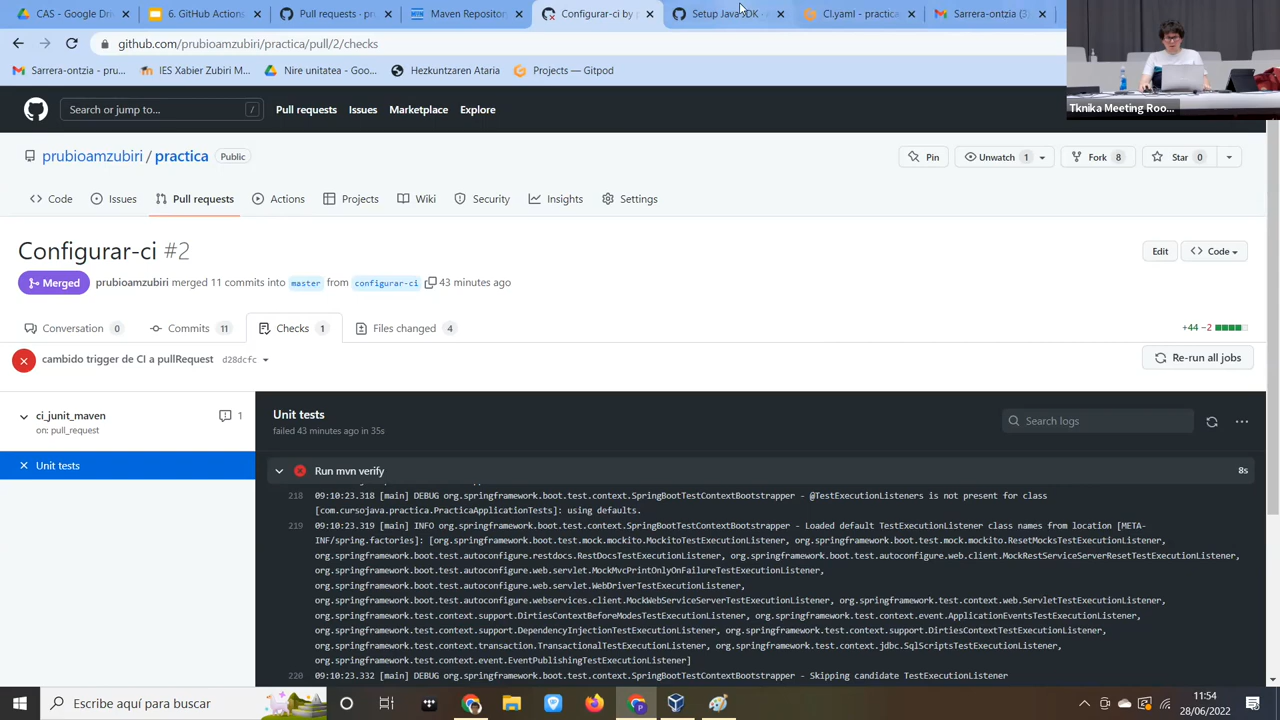 Goog
6. GitHub Actions
Pull requests · p
Maven Repository
Configurar-ci by p
Setup Java JDK ·
CI.yaml - practica
Sarrera-ontzia (3)
github.com/prubioamzubiri/practica/pull/2/checks
Sarrera-ontzia - pru...
IES Xabier Zubiri M...
Nire unitatea - Goo...
Hezkuntzaren Ataria
Projects — Gitpod
Tknika Meeting Roo...
Search or jump to...
/
Pull requests
Issues
Marketplace
Explore
prubioamzubiri / practica
Public
Pin
Unwatch 1
Fork 8
Star 0
Code
Issues
Pull requests
Actions
Projects
Wiki
Security
Insights
Settings
Configurar-ci #2
Edit
<> Code
Merged
prubioamzubiri merged 11 commits into master from configurar-ci 43 minutes ago
Conversation 0
Commits 11
Checks 1
Files changed 4
+44 −2
cambido trigger de CI a pullRequest d28dcfc
Re-run all jobs
ci_junit_maven
1
on: pull_request
Unit tests
Unit tests
failed 43 minutes ago in 35s
Search logs
Run mvn verify
8s
218 09:10:23.318 [main] DEBUG org.springframework.boot.test.context.SpringBootTestContextBootstrapper - @TestExecutionListeners is not present for class
[com.cursojava.practica.PracticaApplicationTests]: using defaults.
219 09:10:23.319 [main] INFO org.springframework.boot.test.context.SpringBootTestContextBootstrapper - Loaded default TestExecutionListener class names from location [META-
INF/spring.factories]: [org.springframework.boot.test.mock.mockito.MockitoTestExecutionListener, org.springframework.boot.test.mock.mockito.ResetMocksTestExecutionListener,
org.springframework.boot.test.autoconfigure.restdocs.RestDocsTestExecutionListener, org.springframework.boot.test.autoconfigure.web.client.MockRestServiceServerResetTestExecutionListener,
org.springframework.boot.test.autoconfigure.web.servlet.MockMvcPrintOnlyOnFailureTestExecutionListener,
org.springframework.boot.test.autoconfigure.web.servlet.WebDriverTestExecutionListener,
org.springframework.boot.test.autoconfigure.webservices.client.MockWebServiceServerTestExecutionListener, org.springframework.test.context.web.ServletTestExecutionListener,
org.springframework.test.context.support.DirtiesContextBeforeModesTestExecutionListener, org.springframework.test.context.event.ApplicationEventsTestExecutionListener,
org.springframework.test.context.support.DependencyInjectionTestExecutionListener, org.springframework.test.context.support.DirtiesContextTestExecutionListener,
org.springframework.test.context.transaction.TransactionalTestExecutionListener, org.springframework.test.context.jdbc.SqlScriptsTestExecutionListener,
org.springframework.test.context.event.EventPublishingTestExecutionListener]
220 09:10:23.332 [main] DEBUG org.springframework.boot.test.context.SpringBootTestContextBootstrapper - Skipping candidate TestExecutionListener
Escribe aquí para buscar
11:54
28/06/2022